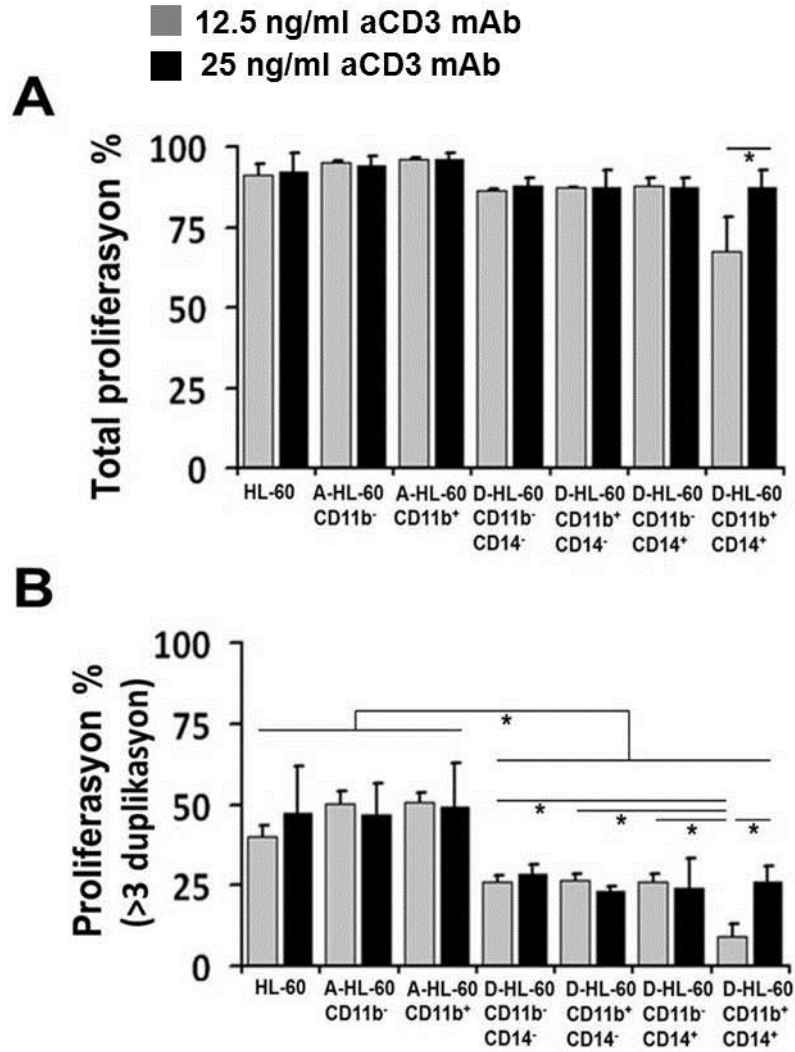 12.5 ng/ml aCD3 mAb
25 ng/ml aCD3 mAb
A
Total proliferasyon %
100
75
50
25
0
*
HL-60
A-HL-60
CD11b⁻
A-HL-60
CD11b⁺
D-HL-60
CD11b⁻
CD14⁻
D-HL-60
CD11b⁺
CD14⁻
D-HL-60
CD11b⁻
CD14⁺
D-HL-60
CD11b⁺
CD14⁺
B
Proliferasyon %
(>3 duplikasyon)
100
75
50
25
0
*
*
*
*
*
HL-60
A-HL-60
CD11b⁻
A-HL-60
CD11b⁺
D-HL-60
CD11b⁻
CD14⁻
D-HL-60
CD11b⁺
CD14⁻
D-HL-60
CD11b⁻
CD14⁺
D-HL-60
CD11b⁺
CD14⁺